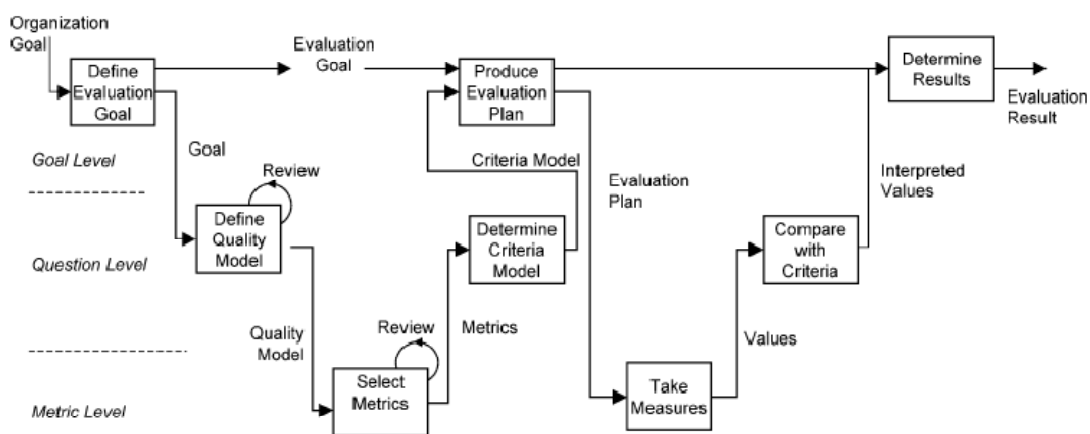 Organization
Goal
Define
Evaluation
Goal
Evaluation
Goal
Produce
Evaluation
Plan
Determine
Results
Evaluation
Result
Goal Level
Goal
Review
Criteria Model
Evaluation
Plan
Interpreted
Values
Define
Quality
Model
Determine
Criteria
Model
Compare
with
Criteria
Question Level
Quality
Model
Review
Metrics
Values
Select
Metrics
Take
Measures
Metric Level